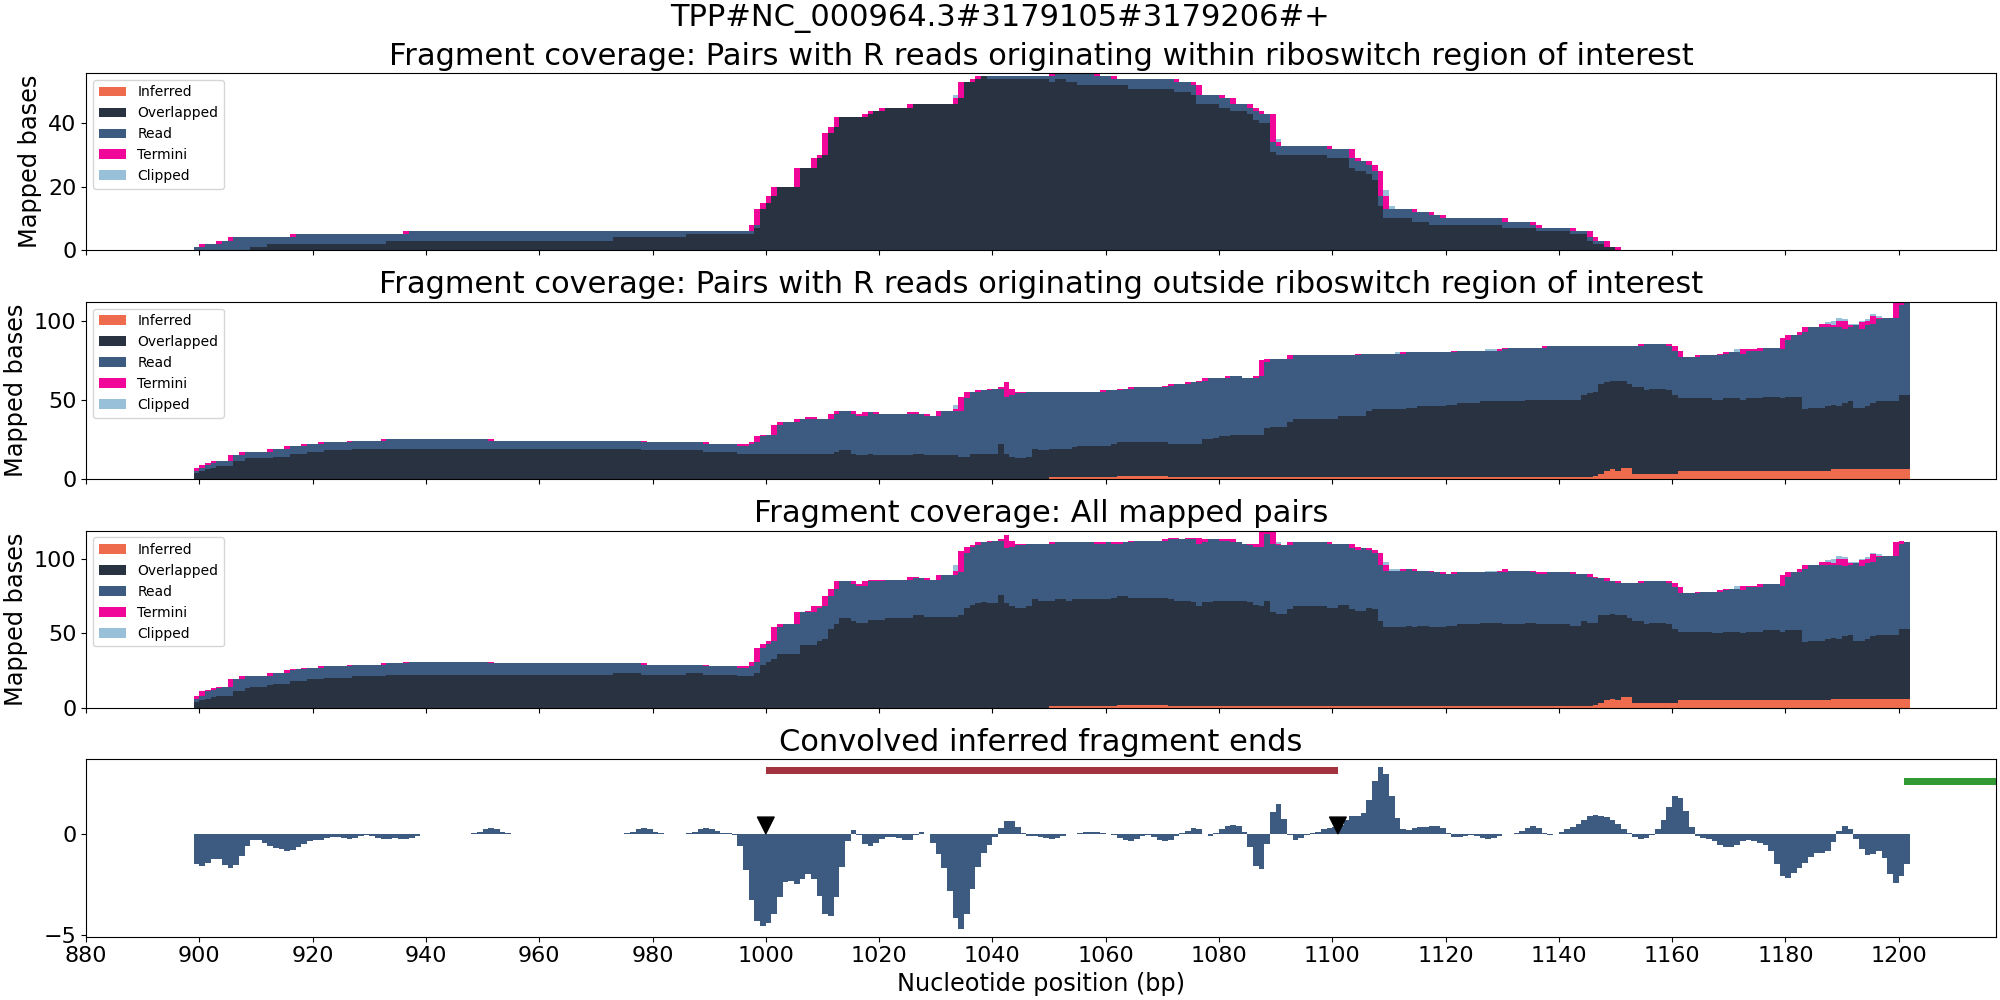 TPP#NC_000964.3#3179105#3179206#+
Fragment coverage: Pairs with R reads originating within riboswitch region of interest
Mapped bases
40
20
0
Inferred
Overlapped
Read
Termini
Clipped
Fragment coverage: Pairs with R reads originating outside riboswitch region of interest
Mapped bases
100
50
0
Inferred
Overlapped
Read
Termini
Clipped
Fragment coverage: All mapped pairs
Mapped bases
100
50
0
Inferred
Overlapped
Read
Termini
Clipped
Convolved inferred fragment ends
0
−5
880 900 920 940 960 980 1000 1020 1040 1060 1080 1100 1120 1140 1160 1180 1200
Nucleotide position (bp)